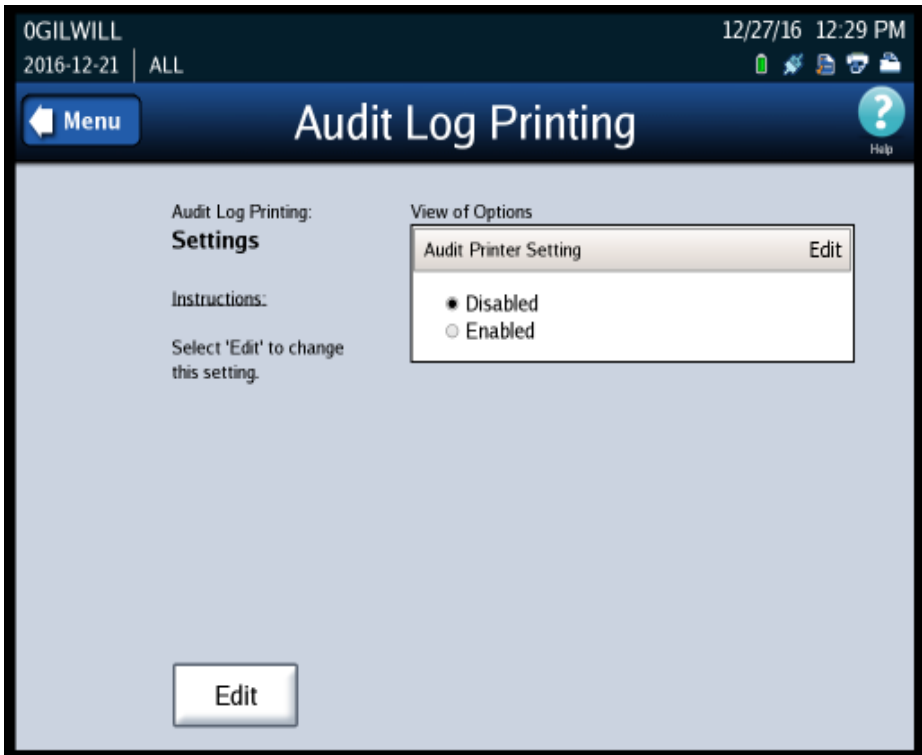 0GILWILL
12/27/16 12:29 PM
2016-12-21 ALL
Menu
Audit Log Printing
?
Help
Audit Log Printing:
Settings
Instructions:
Select 'Edit' to change
this setting.
View of Options
Audit Printer Setting Edit
Disabled
Enabled
Edit